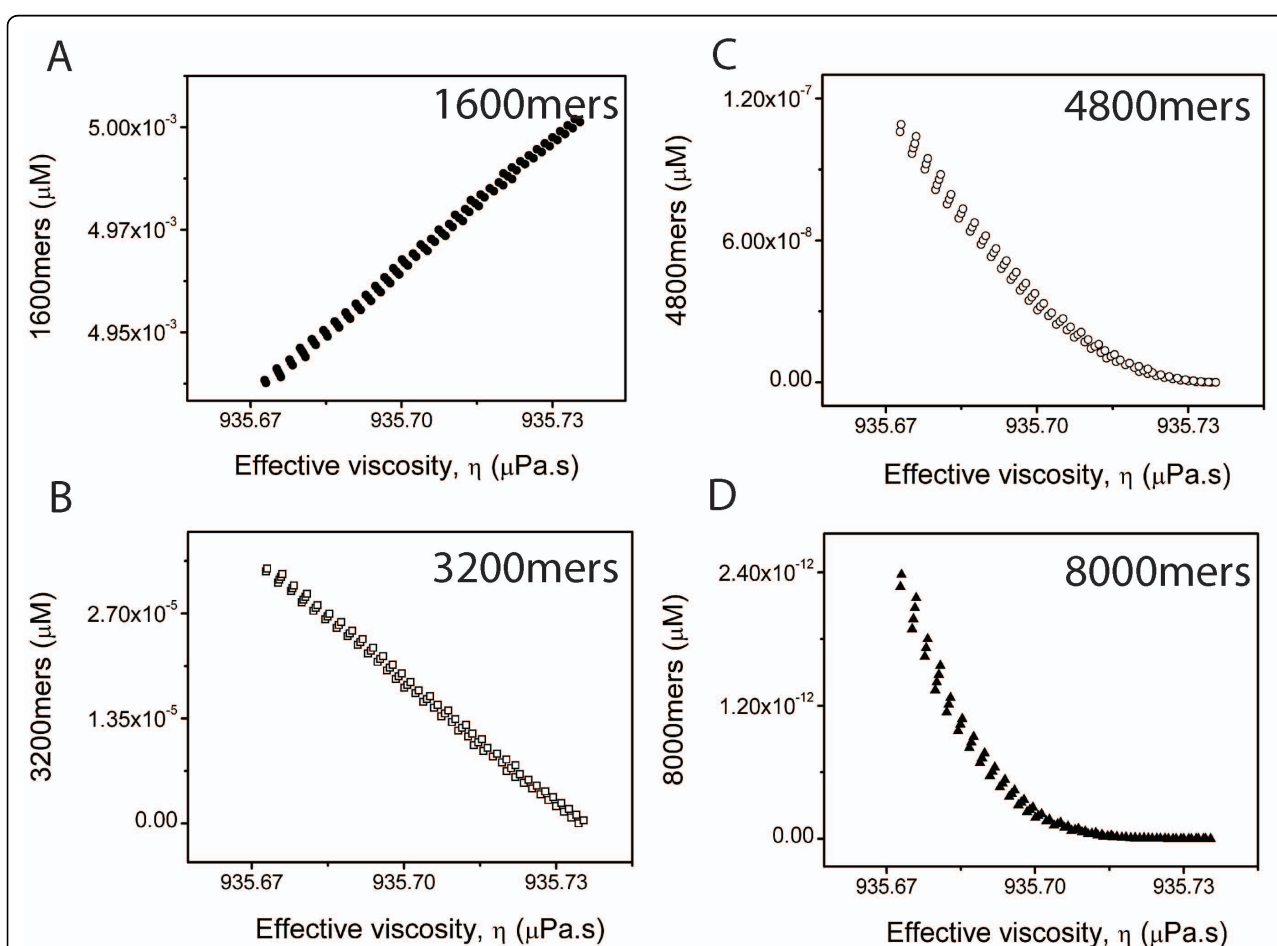 A
1600mers
1600mers (μM)
5.00x10⁻³
4.97x10⁻³
4.95x10⁻³
935.67
935.70
935.73
Effective viscosity, η (μPa.s)
B
3200mers
3200mers (μM)
2.70x10⁻⁵
1.35x10⁻⁵
0.00
935.67
935.70
935.73
Effective viscosity, η (μPa.s)
C
4800mers
4800mers (μM)
1.20x10⁻⁷
6.00x10⁻⁸
0.00
935.67
935.70
935.73
Effective viscosity, η (μPa.s)
D
8000mers
8000mers (μM)
2.40x10⁻¹²
1.20x10⁻¹²
0.00
935.67
935.70
935.73
Effective viscosity, η (μPa.s)